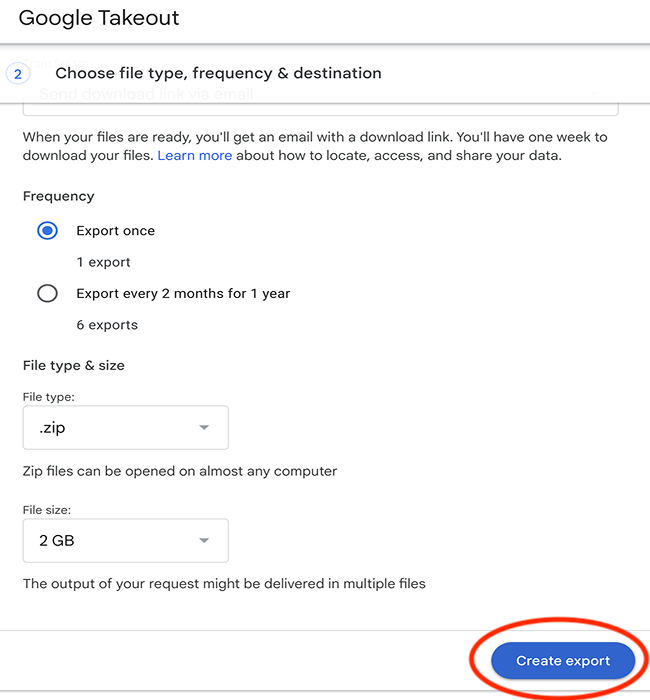 Google Takeout
2
Choose file type, frequency & destination
Send download link via email
When your files are ready, you'll get an email with a download link. You'll have one week to
download your files. Learn more about how to locate, access, and share your data.
Frequency
Export once
1 export
Export every 2 months for 1 year
6 exports
File type & size
File type:
.zip
Zip files can be opened on almost any computer
File size:
2 GB
The output of your request might be delivered in multiple files
Create export